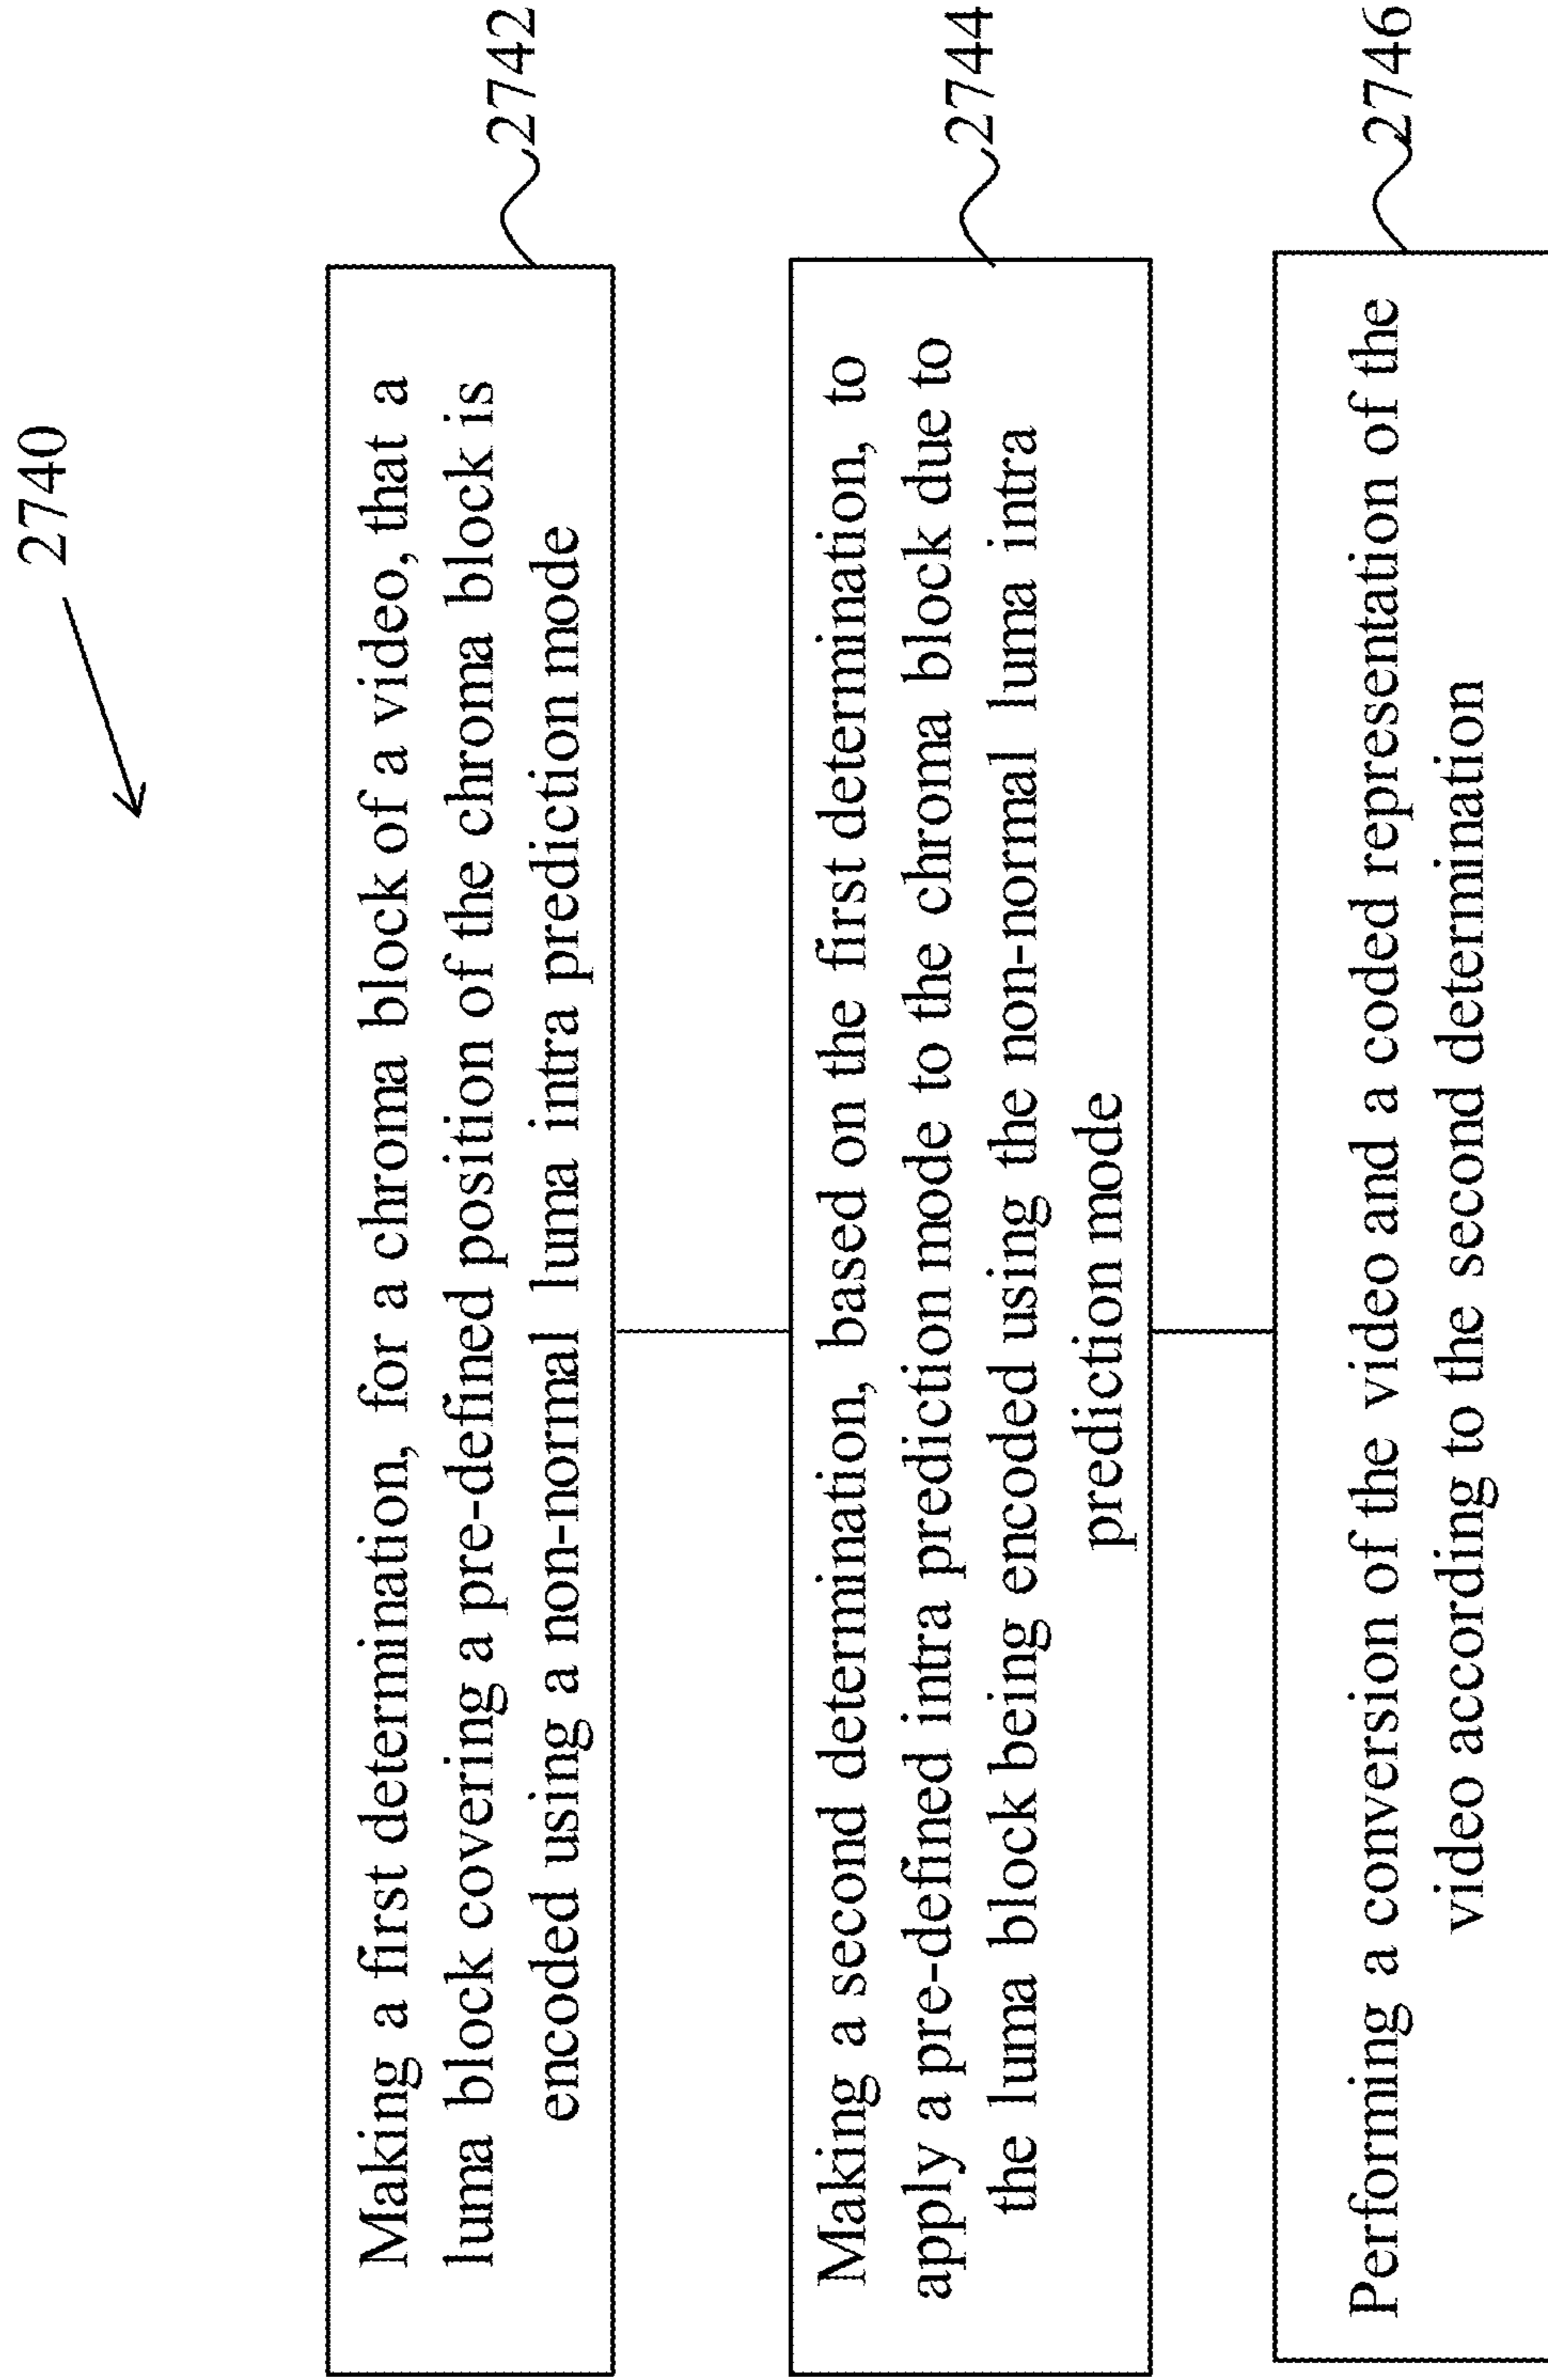 2740
Making a first determination, for a chroma block of a video, that a
luma block covering a pre-defined position of the chroma block is
encoded using a non-normal luma intra prediction mode
2742
Making a second determination, based on the first determination, to
apply a pre-defined intra prediction mode to the chroma block due to
the luma block being encoded using the non-normal luma intra
prediction mode
2744
Performing a conversion of the video and a coded representation of the
video according to the second determination
2746